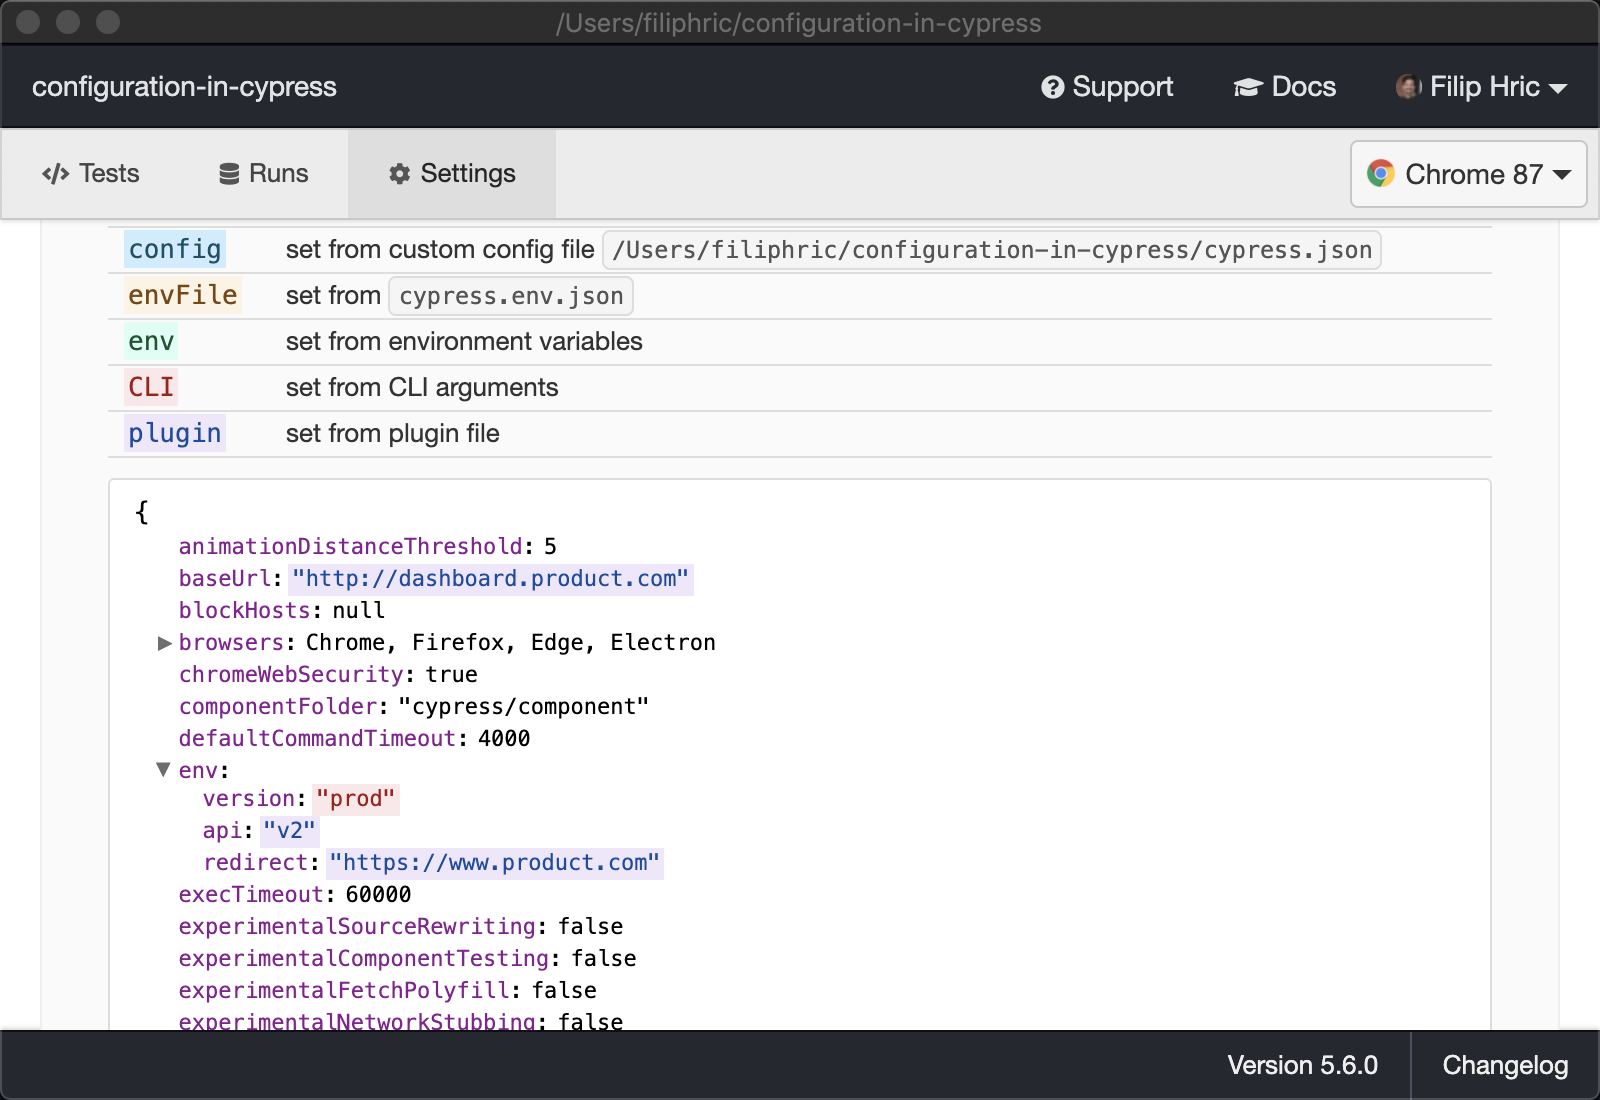 /Users/filiphric/configuration-in-cypress
configuration-in-cypress Support Docs Filip Hric
</> Tests Runs Settings Chrome 87
config set from custom config file /Users/filiphric/configuration-in-cypress/cypress.json
envFile set from cypress.env.json
env set from environment variables
CLI set from CLI arguments
plugin set from plugin file
{
animationDistanceThreshold: 5
baseUrl: "http://dashboard.product.com"
blockHosts: null
browsers: Chrome, Firefox, Edge, Electron
chromeWebSecurity: true
componentFolder: "cypress/component"
defaultCommandTimeout: 4000
env:
version: "prod"
api: "v2"
redirect: "https://www.product.com"
execTimeout: 60000
experimentalSourceRewriting: false
experimentalComponentTesting: false
experimentalFetchPolyfill: false
experimentalNetworkStubbing: false
Version 5.6.0 Changelog